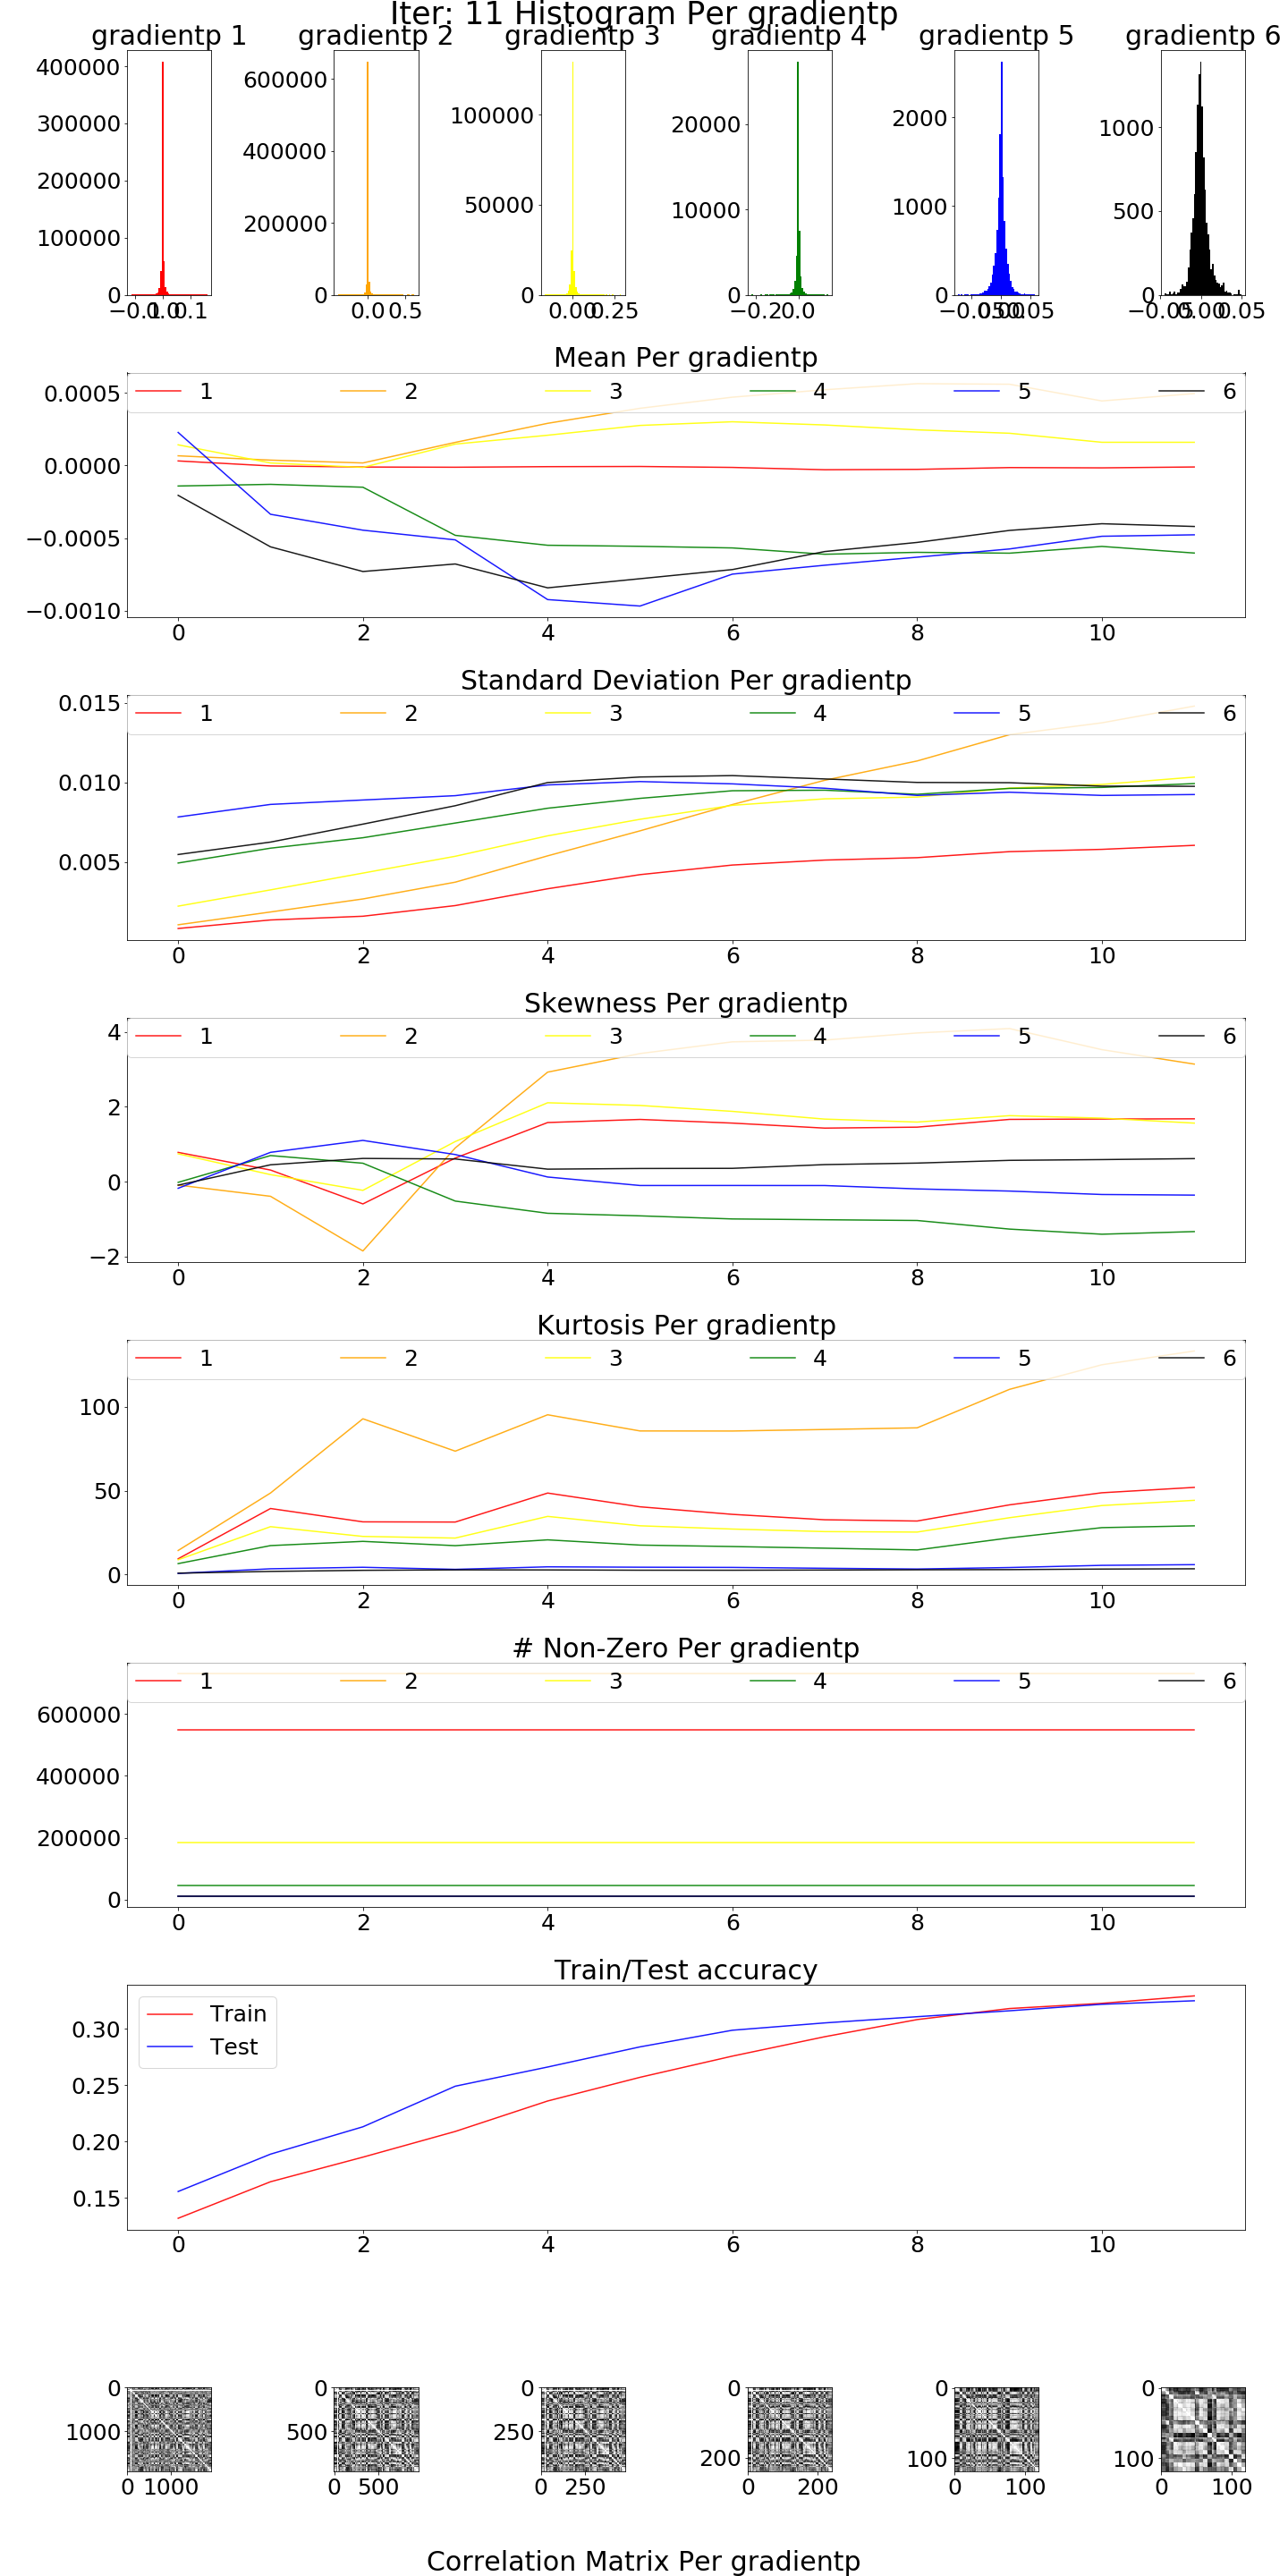 Iter: 11 Histogram Per gradientp
gradientp 1 gradientp 2 gradientp 3 gradientp 4 gradientp 5 gradientp 6
400000
300000
200000
100000
0
−0.1 0.0 0.1
600000
400000
200000
0
0.0 0.5
100000
50000
0
0.00 0.25
20000
10000
0
−0.2 0.0
2000
1000
0
−0.05 0.00 0.05
1000
500
0
−0.05 0.00 0.05
Mean Per gradientp
1 2 3 4 5 6
0.0005
0.0000
−0.0005
−0.0010
0 2 4 6 8 10
Standard Deviation Per gradientp
1 2 3 4 5 6
0.015
0.010
0.005
0 2 4 6 8 10
Skewness Per gradientp
1 2 3 4 5 6
4
2
0
−2
0 2 4 6 8 10
Kurtosis Per gradientp
1 2 3 4 5 6
100
50
0
0 2 4 6 8 10
# Non-Zero Per gradientp
1 2 3 4 5 6
600000
400000
200000
0
0 2 4 6 8 10
Train/Test accuracy
Train
Test
0.30
0.25
0.20
0.15
0 2 4 6 8 10
0
1000
0 1000
0
500
0 500
0
250
0 250
0
200
0 200
0
100
0 100
0
100
0 100
Correlation Matrix Per gradientp